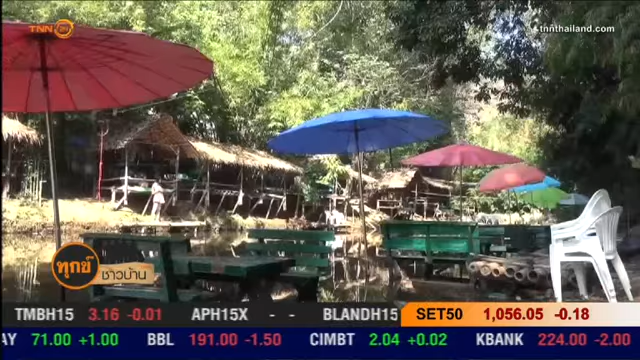 TNN 24
tnnthailand.com
ทุกข์
ชาวบ้าน
TMBH15 3.16 -0.01 APH15X - - BLANDH15 SET50 1,056.05 -0.18
AY 71.00 +1.00 BBL 191.00 -1.50 CIMBT 2.04 +0.02 KBANK 224.00 -2.00